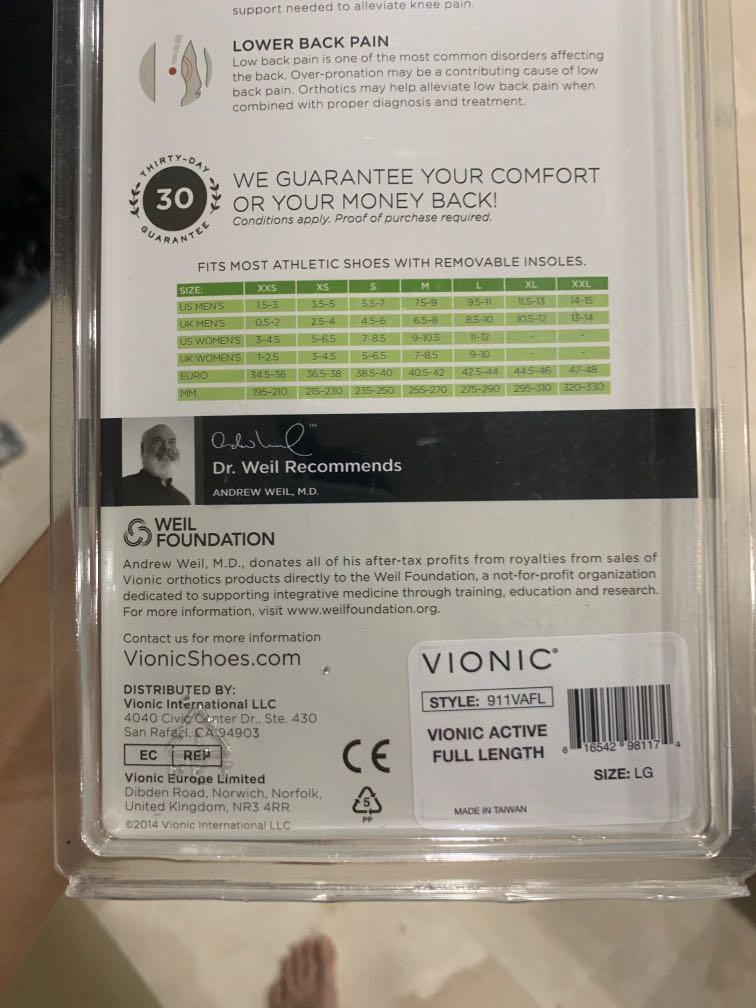 support needed to alleviate knee pain.
LOWER BACK PAIN
Low back pain is one of the most common disorders affecting
the back. Over-pronation may be a contributing cause of low
back pain. Orthotics may help alleviate low back pain when
combined with proper diagnosis and treatment.
THIRTY-DAY
30
GUARANTEE
WE GUARANTEE YOUR COMFORT
OR YOUR MONEY BACK!
Conditions apply. Proof of purchase required.
FITS MOST ATHLETIC SHOES WITH REMOVABLE INSOLES.
SIZE: XXS XS S M L XL XXL
US MEN'S 1.5-3 3.5-5 5.5-7 7.5-9 9.5-11 11.5-13 14-15
UK MEN'S 0.5-2 2.5-4 4.5-6 6.5-8 8.5-10 10.5-12 13-14
US WOMEN'S 3-4.5 5-6.5 7-8.5 9-10.5 11-12 - -
UK WOMEN'S 1-2.5 3-4.5 5-6.5 7-8.5 9-10 - -
EURO 34.5-36 36.5-38 38.5-40 40.5-42 42.5-44 44.5-46 47-48
MM 195-210 215-230 235-250 255-270 275-290 295-310 320-330
TM
Dr. Weil Recommends
ANDREW WEIL, M.D.
WEIL
FOUNDATION
Andrew Weil, M.D., donates all of his after-tax profits from royalties from sales of
Vionic orthotics products directly to the Weil Foundation, a not-for-profit organization
dedicated to supporting integrative medicine through training, education and research.
For more information, visit www.weilfoundation.org.
Contact us for more information
VionicShoes.com
DISTRIBUTED BY:
Vionic International LLC
4040 Civic Center Dr., Ste. 430
San Rafael, CA 94903
EC REP
Vionic Europe Limited
Dibden Road, Norwich, Norfolk,
United Kingdom, NR3 4RR
©2014 Vionic International LLC
CE
5
PP
VIONIC®
STYLE: 911VAFL
VIONIC ACTIVE
FULL LENGTH
6 16542 98117 4
SIZE: LG
MADE IN TAIWAN